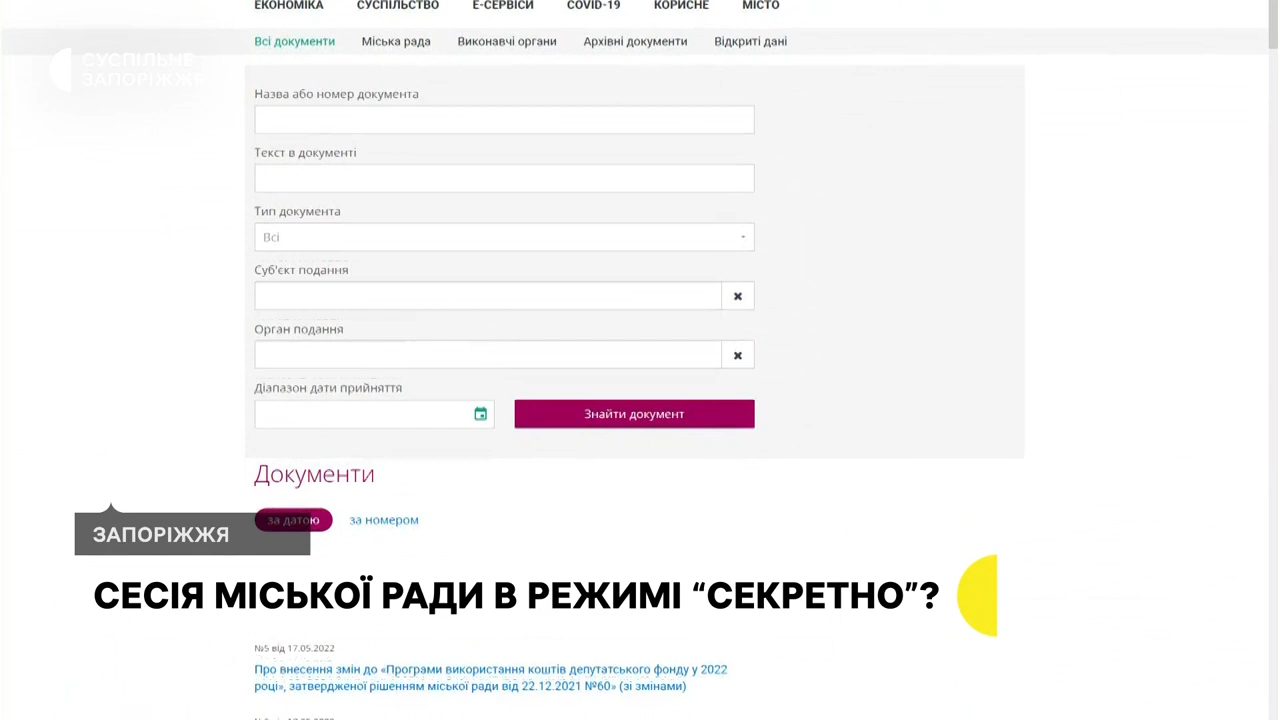 ЕКОНОМІКА СУСПІЛЬСТВО Е-СЕРВІСИ COVID-19 КОРИСНЕ МІСТО
Всі документи Міська рада Виконавчі органи Архівні документи Відкриті дані
СУСПІЛЬНЕ
ЗАПОРІЖЖЯ
Назва або номер документа
Текст в документі
Тип документа
Всі
Суб'єкт подання
Орган подання
Діапазон дати прийняття
Знайти документ
Документи
за датою за номером
ЗАПОРІЖЖЯ
СЕСІЯ МІСЬКОЇ РАДИ В РЕЖИМІ “СЕКРЕТНО”?
№5 від 17.05.2022
Про внесення змін до «Програми використання коштів депутатського фонду у 2022
році», затвердженої рішенням міської ради від 22.12.2021 №60» (зі змінами)